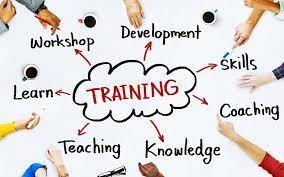 Workshop
Development
Skills
Learn
TRAINING
Coaching
Teaching
Knowledge